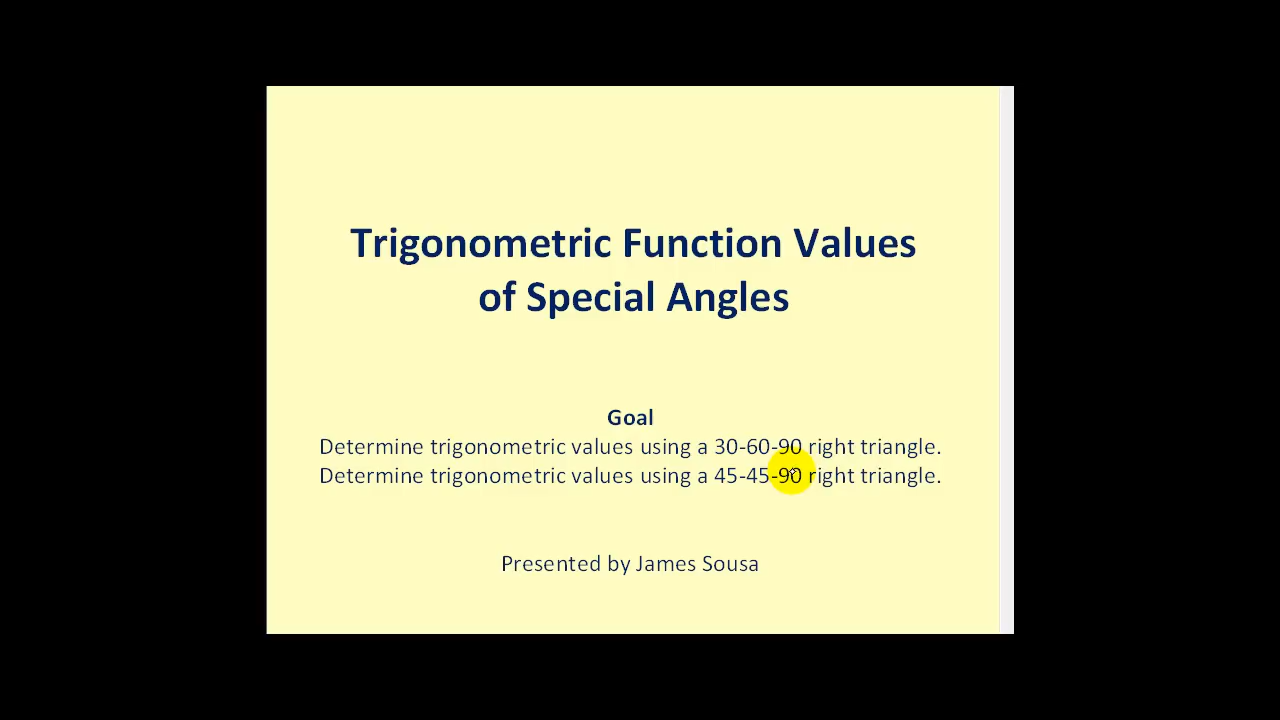 Trigonometric Function Values
of Special Angles
Goal
Determine trigonometric values using a 30-60-90 right triangle.
Determine trigonometric values using a 45-45-90 right triangle.
Presented by James Sousa